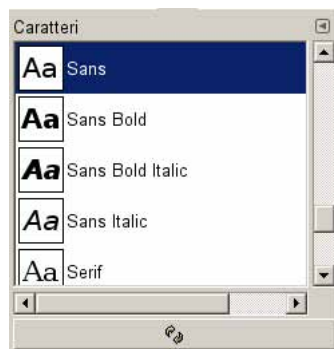 Caratteri
Aa Sans
Aa Sans Bold
Aa Sans Bold Italic
Aa Sans Italic
Aa Serif